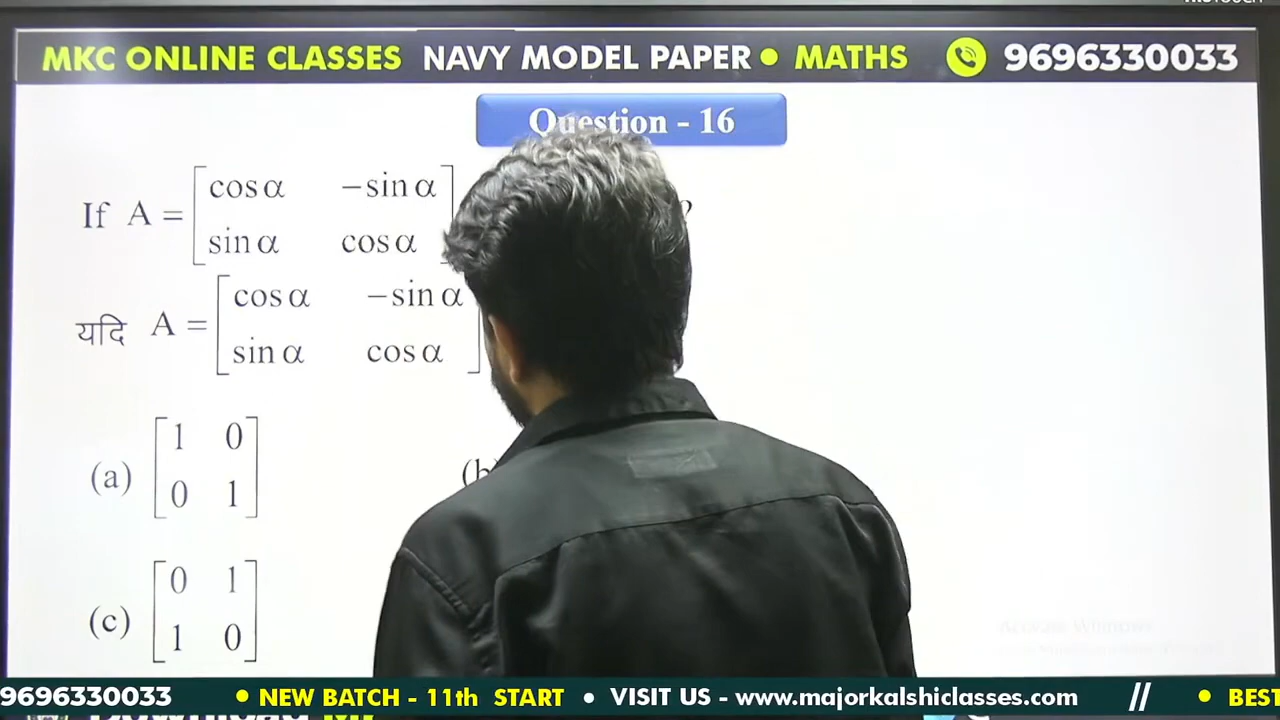 MKC ONLINE CLASSES NAVY MODEL PAPER • MATHS 9696330033
Question - 16
If A = [cos α -sin α
sin α cos α] ?
यदि A = [cos α -sin α
sin α cos α]
(a) [1 0
0 1]
(b)
(c) [0 1
1 0]
9696330033 • NEW BATCH - 11th START • VISIT US - www.majorkalshiclasses.com // • BEST